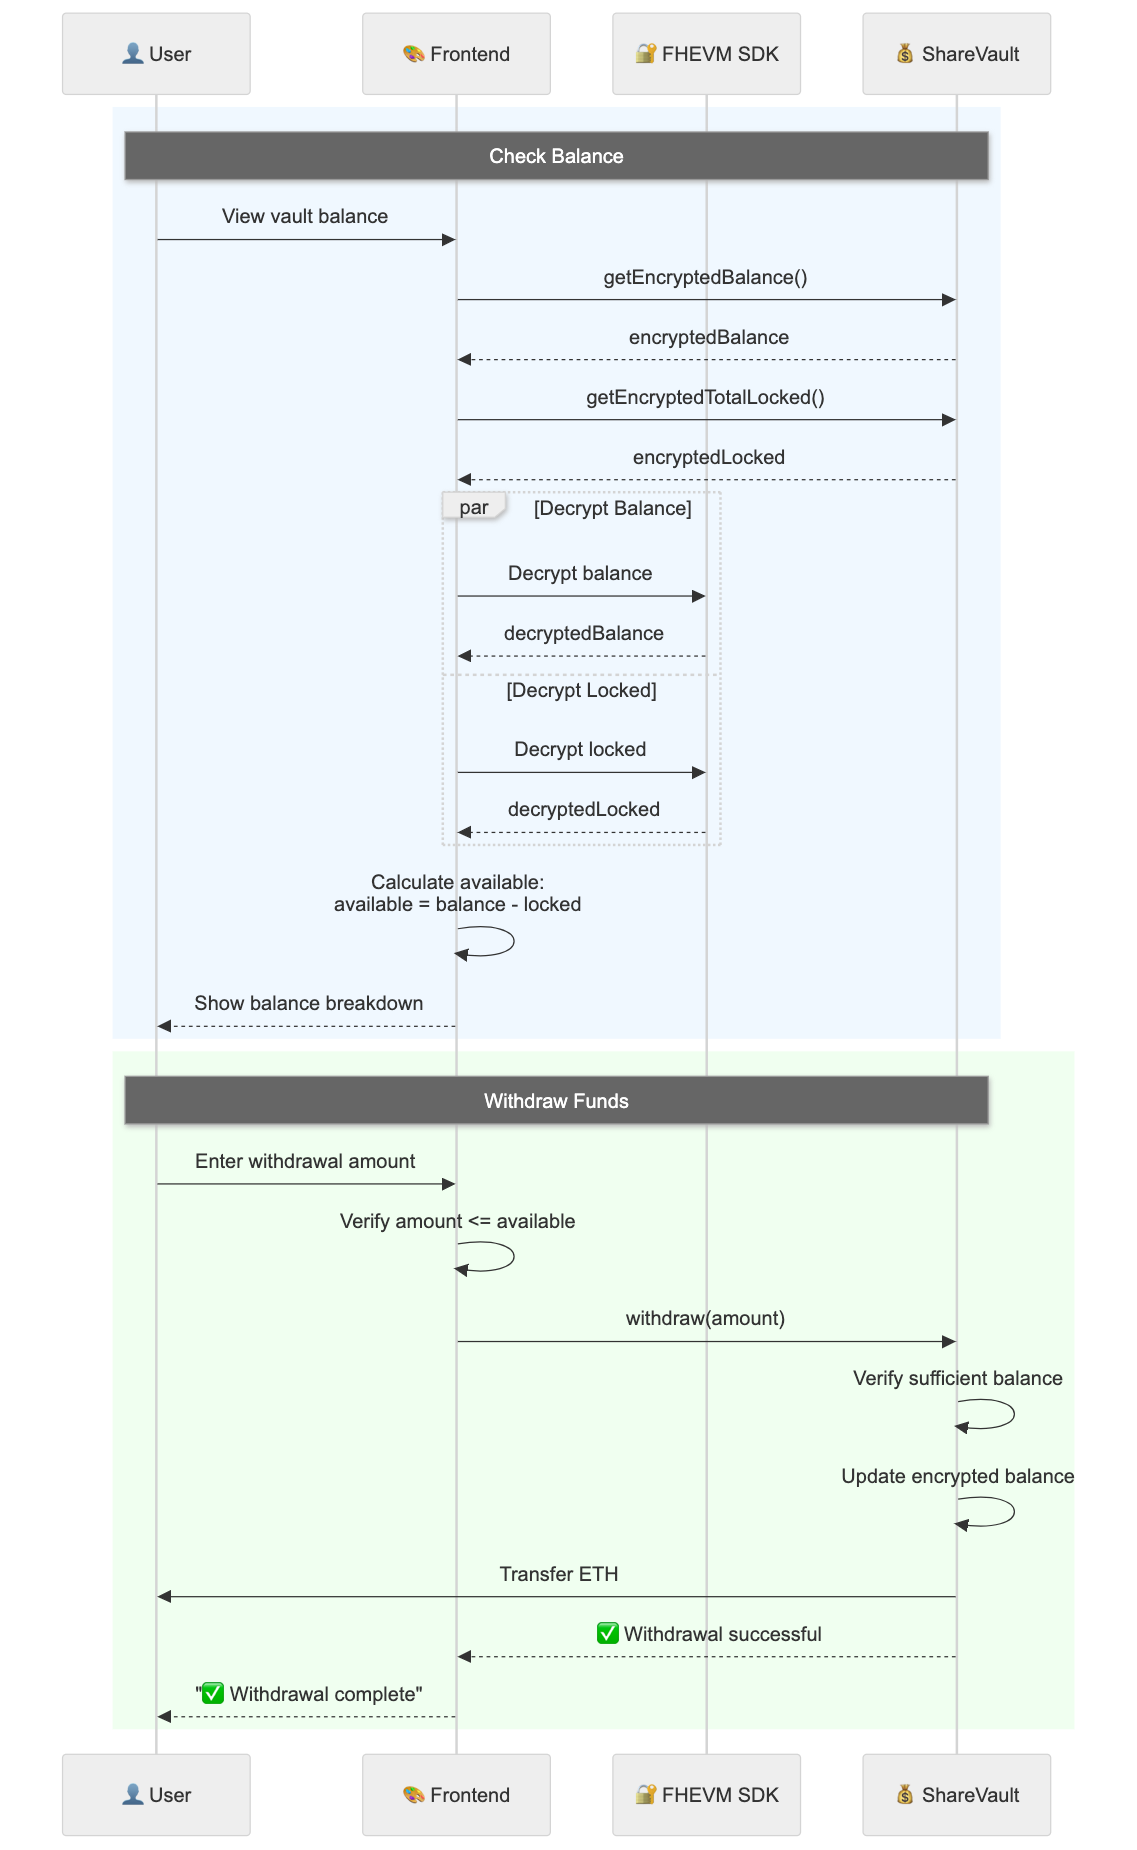 👤 User
🎨 Frontend
🔐 FHEVM SDK
💰 ShareVault
Check Balance
View vault balance
getEncryptedBalance()
encryptedBalance
getEncryptedTotalLocked()
encryptedLocked
par
[Decrypt Balance]
Decrypt balance
decryptedBalance
[Decrypt Locked]
Decrypt locked
decryptedLocked
Calculate available:
available = balance - locked
Show balance breakdown
Withdraw Funds
Enter withdrawal amount
Verify amount <= available
withdraw(amount)
Verify sufficient balance
Update encrypted balance
Transfer ETH
✅ Withdrawal successful
"✅ Withdrawal complete"
👤 User
🎨 Frontend
🔐 FHEVM SDK
💰 ShareVault